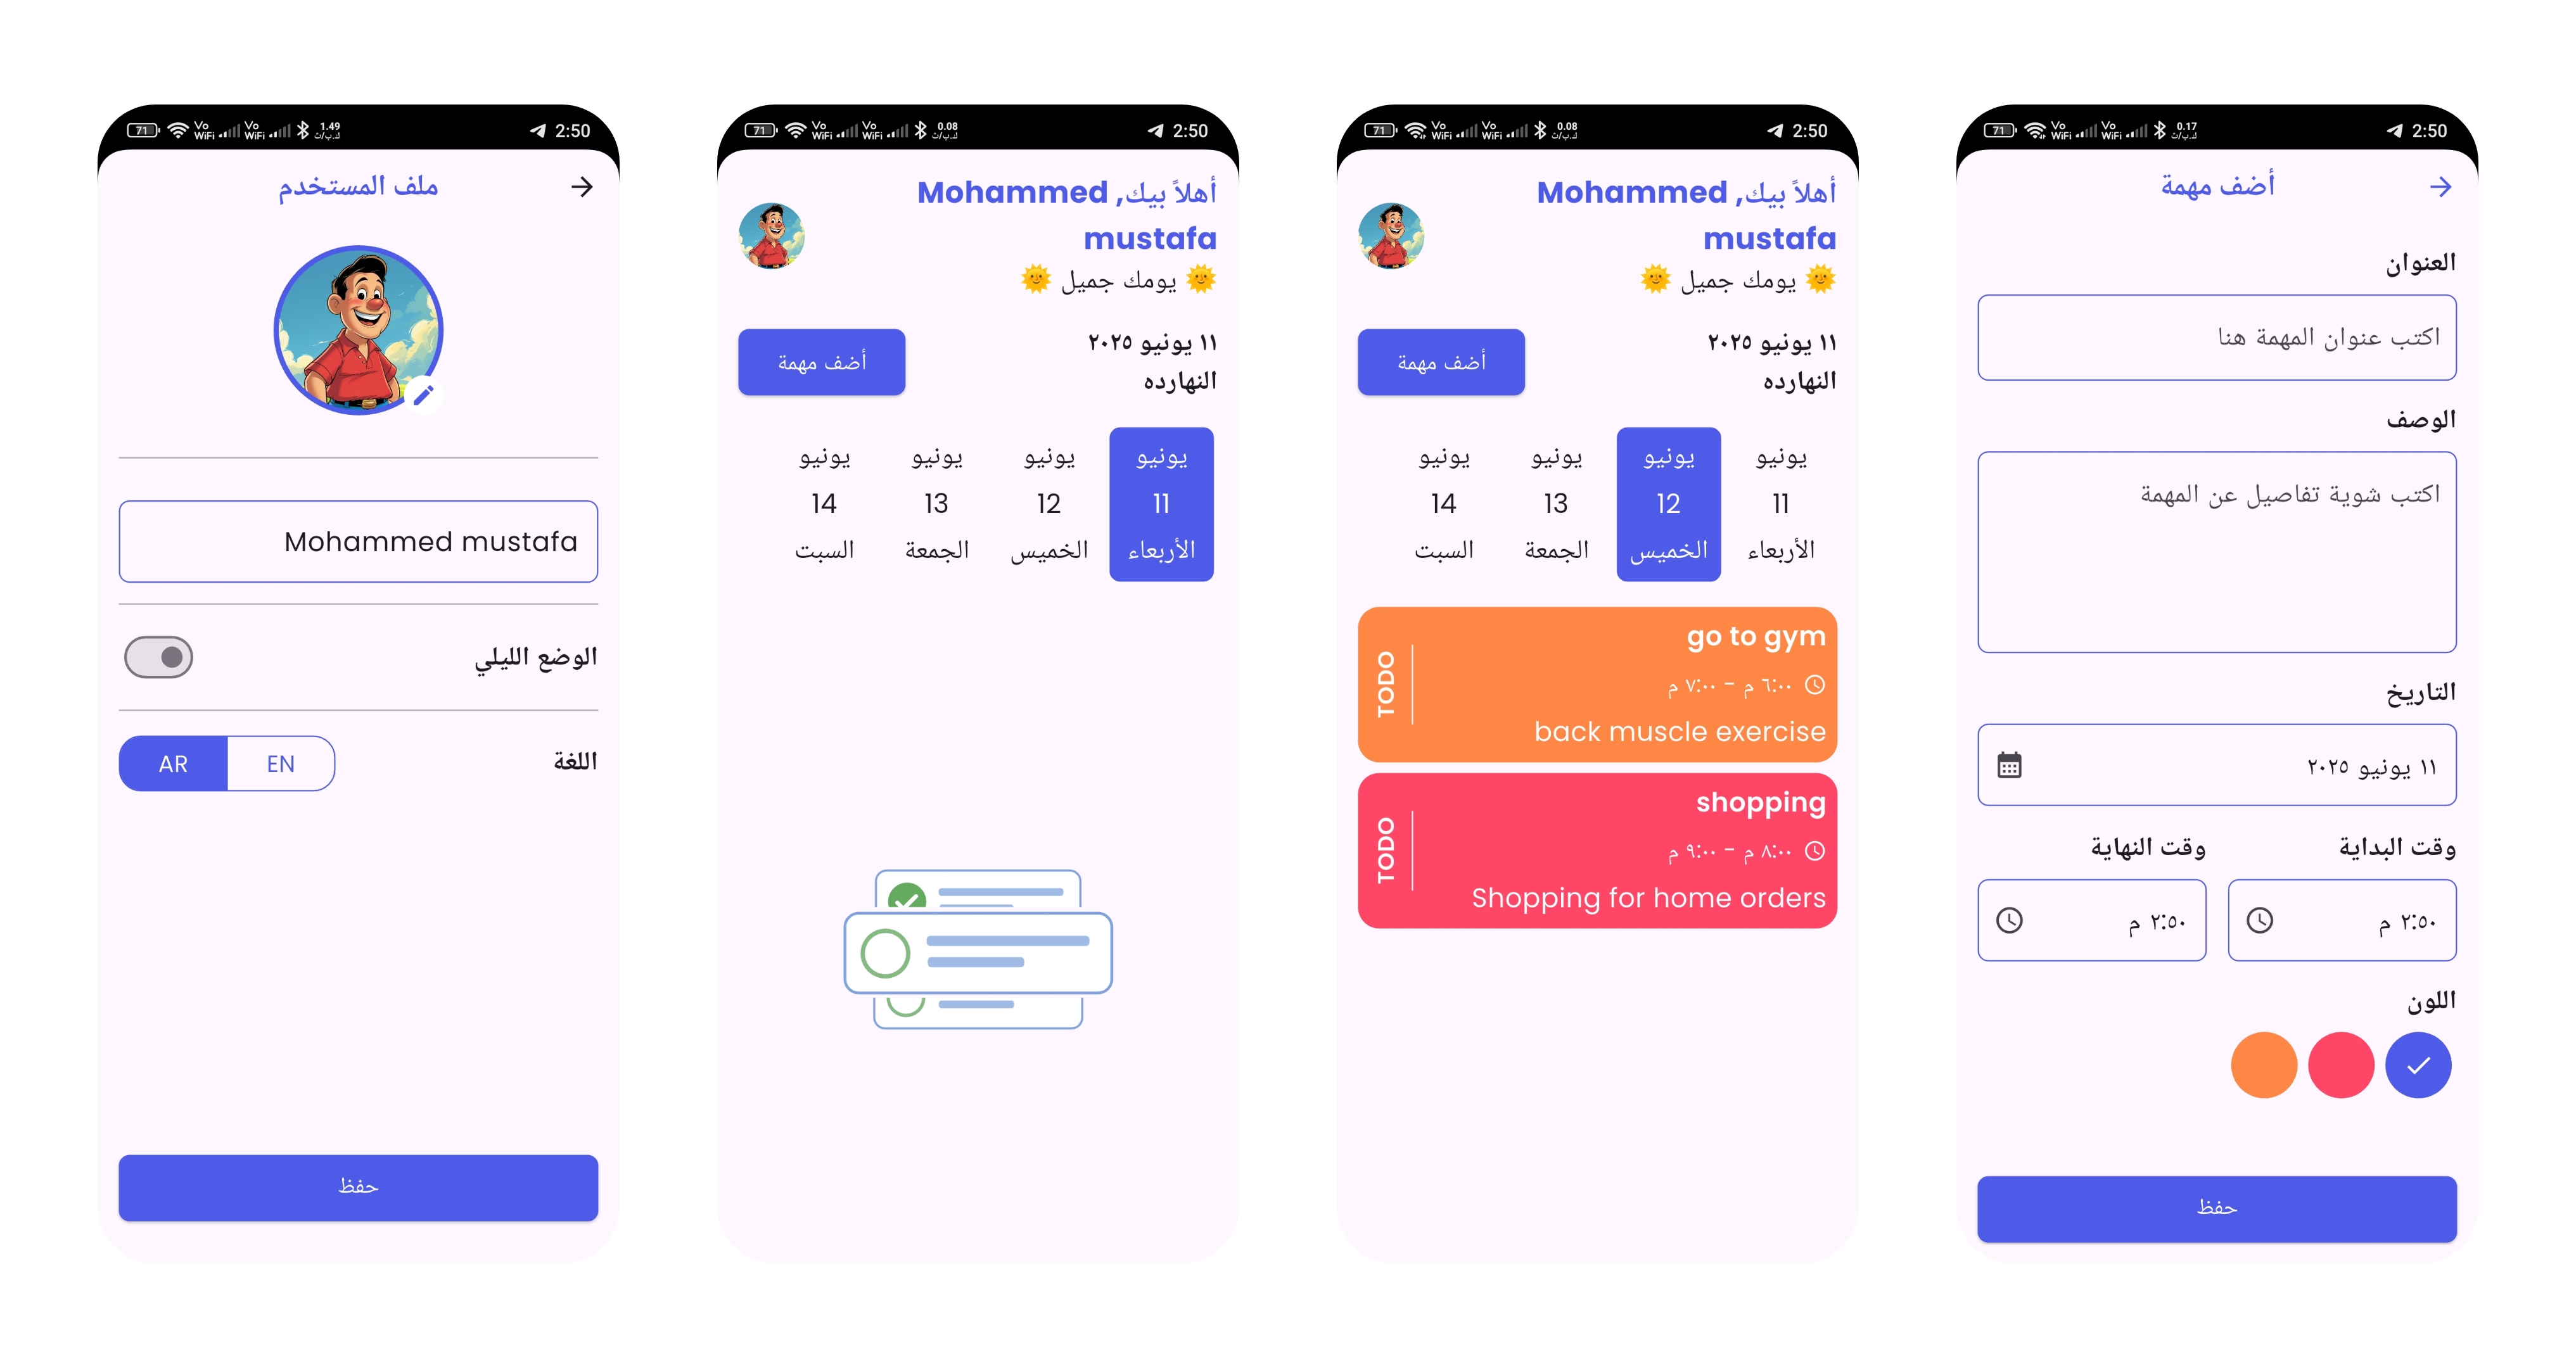 71
Vo
WiFi
Vo
WiFi
1.49
ك.ب/ث
2:50
ملف المستخدم
Mohammed mustafa
الوضع الليلي
اللغة
AR
EN
حفظ
71
Vo
WiFi
Vo
WiFi
0.08
ك.ب/ث
2:50
أهلاً بيك, Mohammed
mustafa
🌞 يومك جميل 🌞
١١ يونيو ٢٠٢٥
النهارده
أضف مهمة
يونيو
11
الأربعاء
يونيو
12
الخميس
يونيو
13
الجمعة
يونيو
14
السبت
71
Vo
WiFi
Vo
WiFi
0.08
ك.ب/ث
2:50
أهلاً بيك, Mohammed
mustafa
🌞 يومك جميل 🌞
١١ يونيو ٢٠٢٥
النهارده
أضف مهمة
يونيو
11
الأربعاء
يونيو
12
الخميس
يونيو
13
الجمعة
يونيو
14
السبت
go to gym
٦:٠٠ م - ٧:٠٠ م
back muscle exercise
TODO
shopping
٨:٠٠ م - ٩:٠٠ م
Shopping for home orders
TODO
71
Vo
WiFi
Vo
WiFi
0.17
ك.ب/ث
2:50
أضف مهمة
العنوان
اكتب عنوان المهمة هنا
الوصف
اكتب شوية تفاصيل عن المهمة
التاريخ
١١ يونيو ٢٠٢٥
وقت البداية
٢:٥٠ م
وقت النهاية
٢:٥٠ م
اللون
حفظ